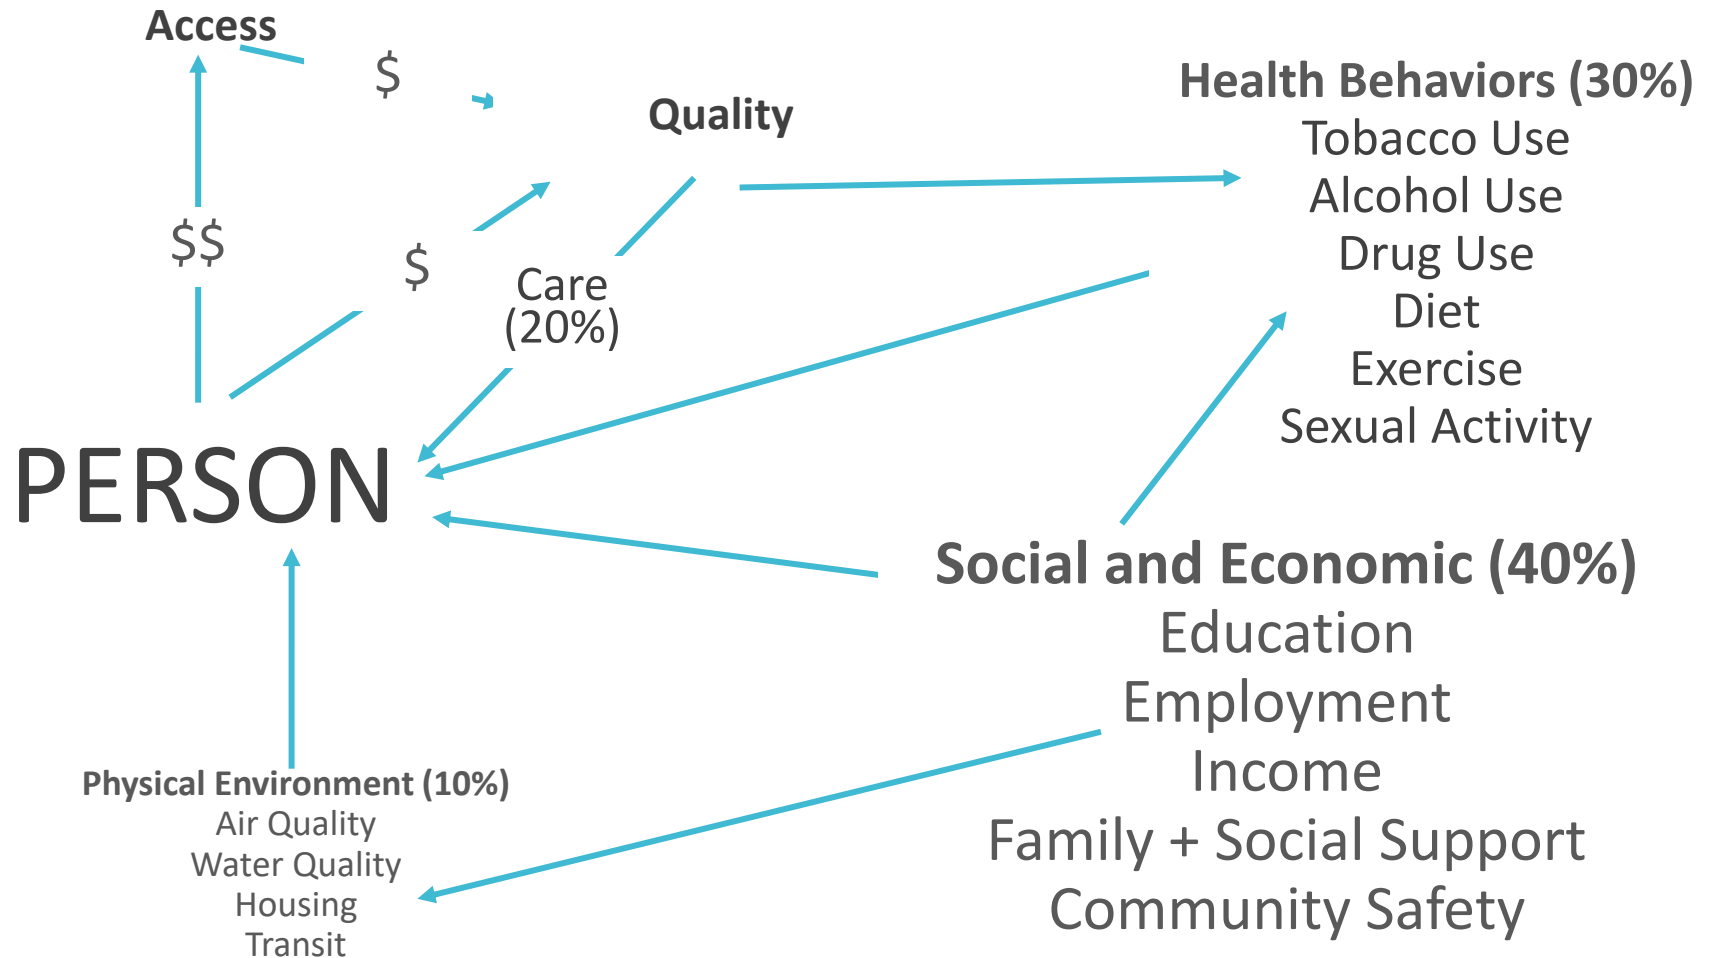 Access
$
Quality
$$
$
Care
(20%)
PERSON
Health Behaviors (30%)
Tobacco Use
Alcohol Use
Drug Use
Diet
Exercise
Sexual Activity
Social and Economic (40%)
Education
Employment
Income
Family + Social Support
Community Safety
Physical Environment (10%)
Air Quality
Water Quality
Housing
Transit